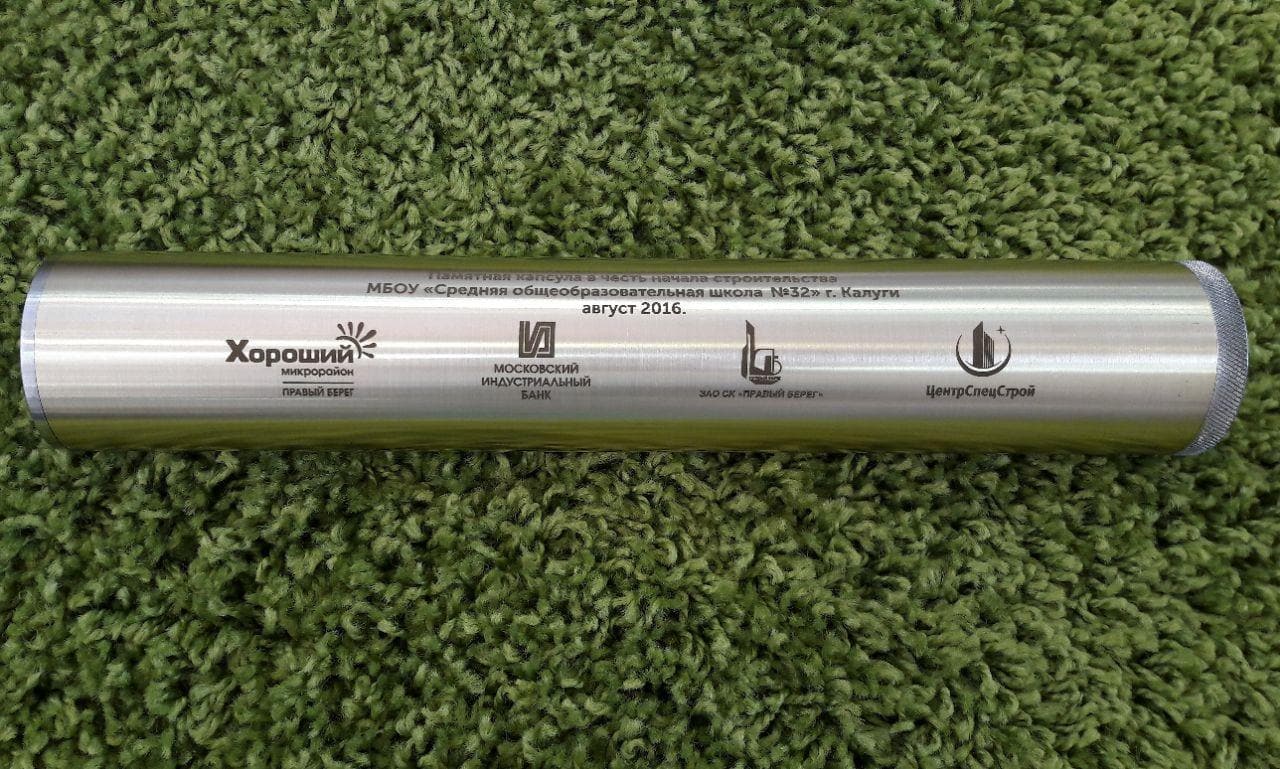 Памятная капсула в честь начала строительства
МБОУ «Средняя общеобразовательная школа №32» г. Калуги
август 2016.
Хороший
микрорайон
ПРАВЫЙ БЕРЕГ
МОСКОВСКИЙ
ИНДУСТРИАЛЬНЫЙ
БАНК
ЗАО СК «ПРАВЫЙ БЕРЕГ»
ЦентрСпецСтрой